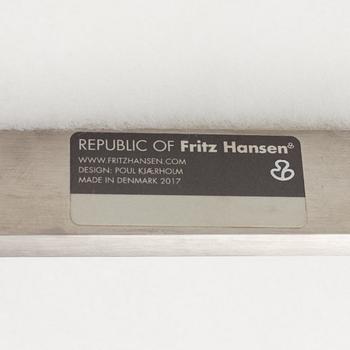 REPUBLIC OF Fritz Hansen®
WWW.FRITZHANSEN.COM
DESIGN: POUL KJÆRHOLM
MADE IN DENMARK 2017